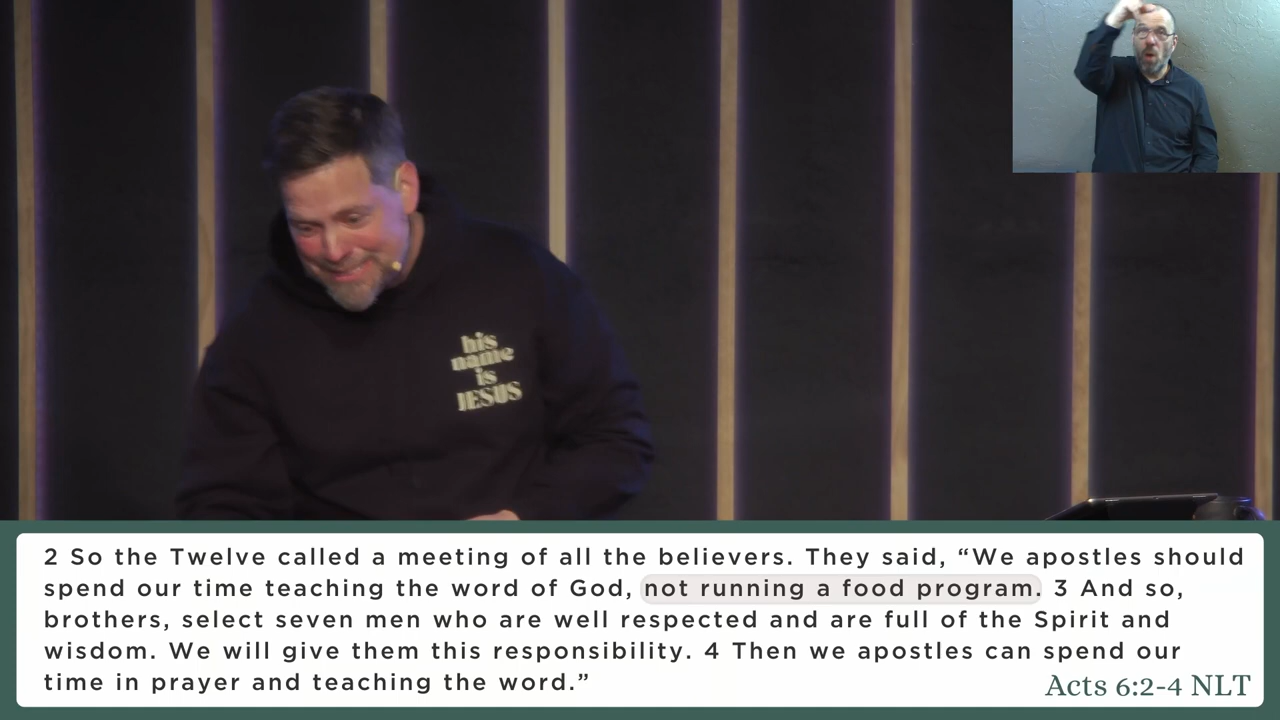 his
name
is
JESUS
2 So the Twelve called a meeting of all the believers. They said, “We apostles should
spend our time teaching the word of God, not running a food program. 3 And so,
brothers, select seven men who are well respected and are full of the Spirit and
wisdom. We will give them this responsibility. 4 Then we apostles can spend our
time in prayer and teaching the word.”
Acts 6:2-4 NLT